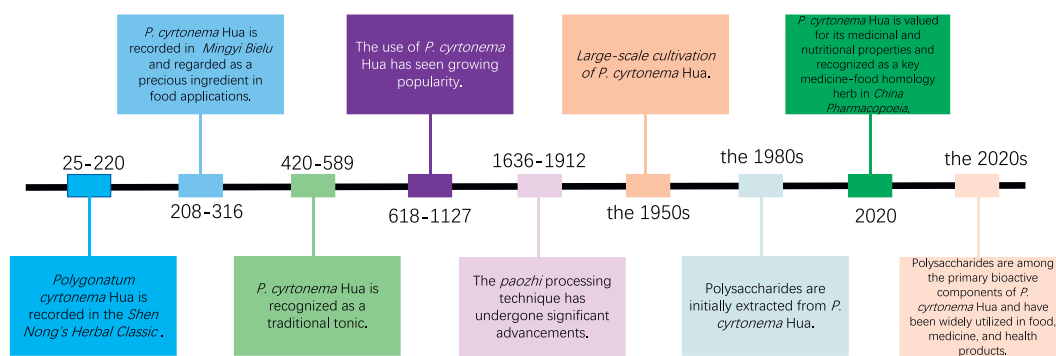 P. cyrtonema Hua is
recorded in Mingyi Bielu
and regarded as a
precious ingredient in
food applications.
The use of P. cyrtonema
Hua has seen growing
popularity.
Large-scale cultivation
of P. cyrtonema Hua.
P. cyrtonema Hua is valued
for its medicinal and
nutritional properties and
recognized as a key
medicine-food homology
herb in China
Pharmacopoeia.
25-220
420-589
1636-1912
the 1980s
the 2020s
208-316
618-1127
the 1950s
2020
Polygonatum
cyrtonema Hua is
recorded in the Shen
Nong's Herbal Classic .
P. cyrtonema Hua is
recognized as a
traditional tonic.
The paozhi processing
technique has
undergone significant
advancements.
Polysaccharides are
initially extracted from P.
cyrtonema Hua.
Polysaccharides are among
the primary bioactive
components of P.
cyrtonema Hua and have
been widely utilized in food,
medicine, and health
products.